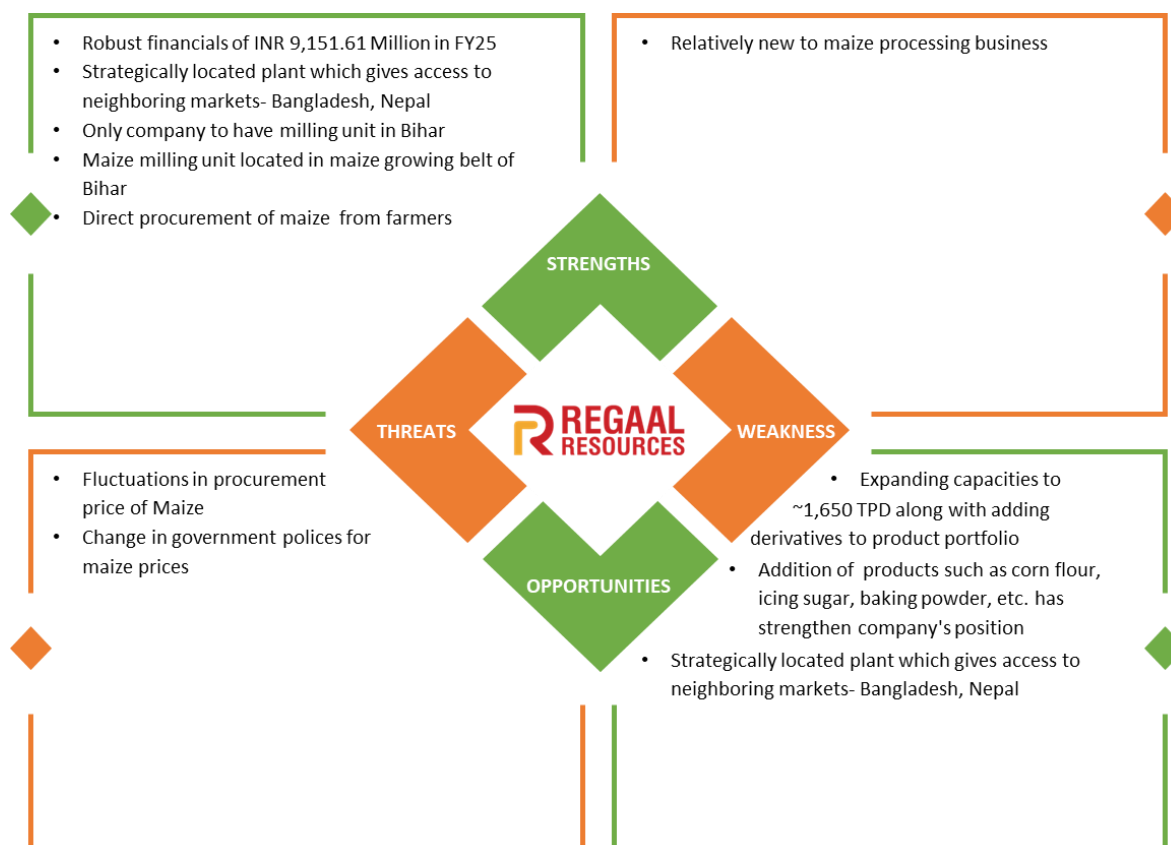 • Robust financials of INR 9,151.61 Million in FY25
• Strategically located plant which gives access to
neighboring markets- Bangladesh, Nepal
• Only company to have milling unit in Bihar
• Maize milling unit located in maize growing belt of
Bihar
• Direct procurement of maize from farmers
• Relatively new to maize processing business
STRENGTHS
THREATS
REGAAL
RESOURCES
WEAKNESS
OPPORTUNITIES
• Fluctuations in procurement
price of Maize
• Change in government polices for
maize prices
• Expanding capacities to
~1,650 TPD along with adding
derivatives to product portfolio
• Addition of products such as corn flour,
icing sugar, baking powder, etc. has
strengthen company's position
• Strategically located plant which gives access to
neighboring markets- Bangladesh, Nepal